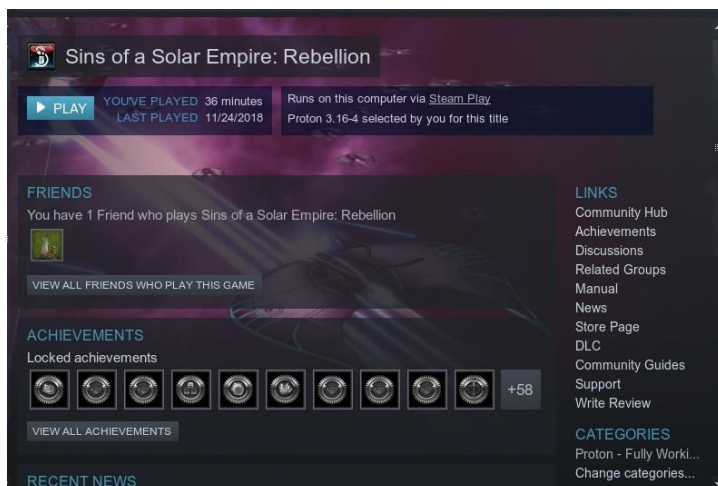 Sins of a Solar Empire: Rebellion
PLAY
YOU'VE PLAYED 36 minutes
LAST PLAYED 11/24/2018
Runs on this computer via Steam Play
Proton 3.16-4 selected by you for this title
FRIENDS
You have 1 Friend who plays Sins of a Solar Empire: Rebellion
VIEW ALL FRIENDS WHO PLAY THIS GAME
ACHIEVEMENTS
Locked achievements
+58
VIEW ALL ACHIEVEMENTS
RECENT NEWS
LINKS
Community Hub
Achievements
Discussions
Related Groups
Manual
News
Store Page
DLC
Community Guides
Support
Write Review
CATEGORIES
Proton - Fully Worki...
Change categories...